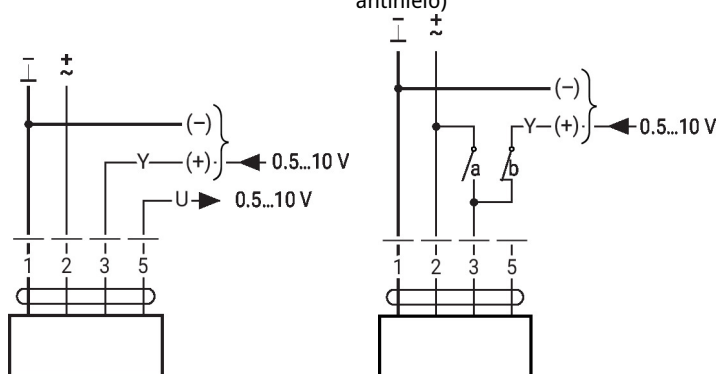 antihielo)
− + ~
(−)
Y (+) 0.5...10 V
U 0.5...10 V
1 2 3 5
− + ~
(−)
Y (+) 0.5...10 V
a b
1 2 3 5